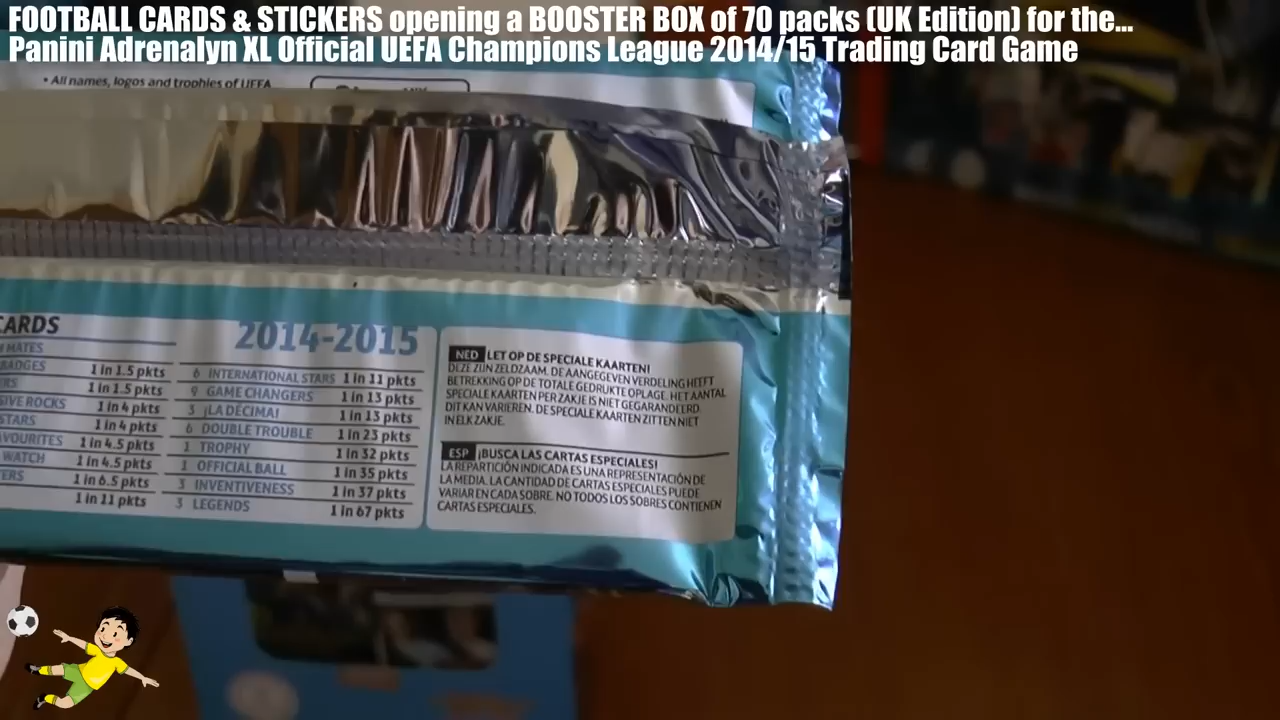 FOOTBALL CARDS & STICKERS opening a BOOSTER BOX of 70 packs (UK Edition) for the...
Panini Adrenalyn XL Official UEFA Champions League 2014/15 Trading Card Game
• All names, logos and trophies of UEFA
CARDS
2014-2015
MATES
BADGES 1 in 1.5 pkts
ERS 1 in 1.5 pkts
SIVE ROCKS 1 in 4 pkts
STARS 1 in 4 pkts
AVOURITES 1 in 4.5 pkts
WATCH 1 in 4.5 pkts
TERS 1 in 6.5 pkts
1 in 11 pkts
6 INTERNATIONAL STARS 1 in 11 pkts
9 GAME CHANGERS 1 in 13 pkts
3 ¡LA DÉCIMA! 1 in 13 pkts
6 DOUBLE TROUBLE 1 in 23 pkts
1 TROPHY 1 in 32 pkts
1 OFFICIAL BALL 1 in 35 pkts
3 INVENTIVENESS 1 in 37 pkts
3 LEGENDS 1 in 67 pkts
NED LET OP DE SPECIALE KAARTEN!
DEZE ZIJN ZELDZAAM. DE AANGEGEVEN VERDELING HEEFT
BETREKKING OP DE TOTALE GEDRUKTE OPLAGE. HET AANTAL
SPECIALE KAARTEN PER ZAKJE IS NIET GEGARANDEERD.
DIT KAN VARIEREN. DE SPECIALE KAARTEN ZITTEN NIET
IN ELK ZAKJE.
ESP ¡BUSCA LAS CARTAS ESPECIALES!
LA REPARTICIÓN INDICADA ES UNA REPRESENTACIÓN DE
LA MEDIA. LA CANTIDAD DE CARTAS ESPECIALES PUEDE
VARIAR EN CADA SOBRE. NO TODOS LOS SOBRES CONTIENEN
CARTAS ESPECIALES.